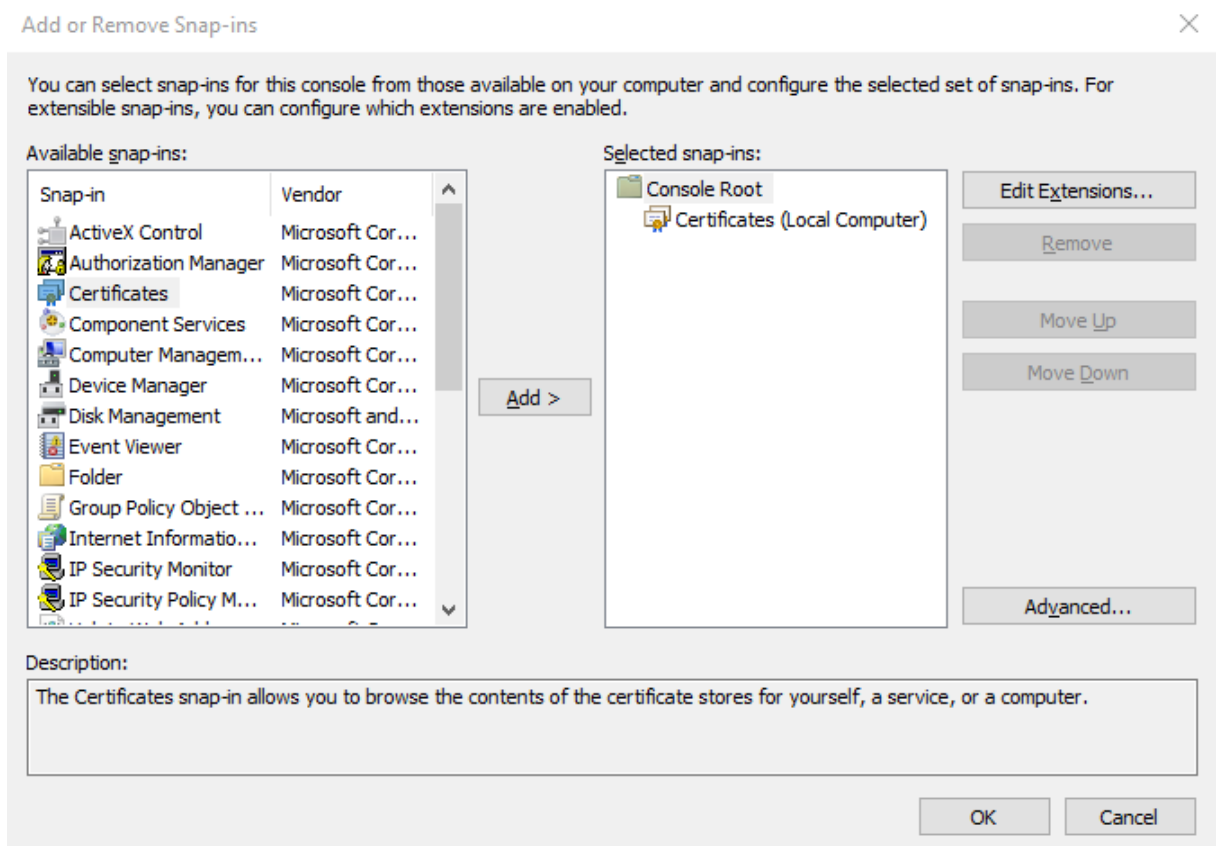 Add or Remove Snap-ins
You can select snap-ins for this console from those available on your computer and configure the selected set of snap-ins. For
extensible snap-ins, you can configure which extensions are enabled.
Available snap-ins:
Snap-in Vendor
ActiveX Control Microsoft Cor...
Authorization Manager Microsoft Cor...
Certificates Microsoft Cor...
Component Services Microsoft Cor...
Computer Managem... Microsoft Cor...
Device Manager Microsoft Cor...
Disk Management Microsoft and...
Event Viewer Microsoft Cor...
Folder Microsoft Cor...
Group Policy Object ... Microsoft Cor...
Internet Informatio... Microsoft Cor...
IP Security Monitor Microsoft Cor...
IP Security Policy M... Microsoft Cor...
Add >
Selected snap-ins:
Console Root
Certificates (Local Computer)
Edit Extensions...
Remove
Move Up
Move Down
Advanced...
Description:
The Certificates snap-in allows you to browse the contents of the certificate stores for yourself, a service, or a computer.
OK Cancel